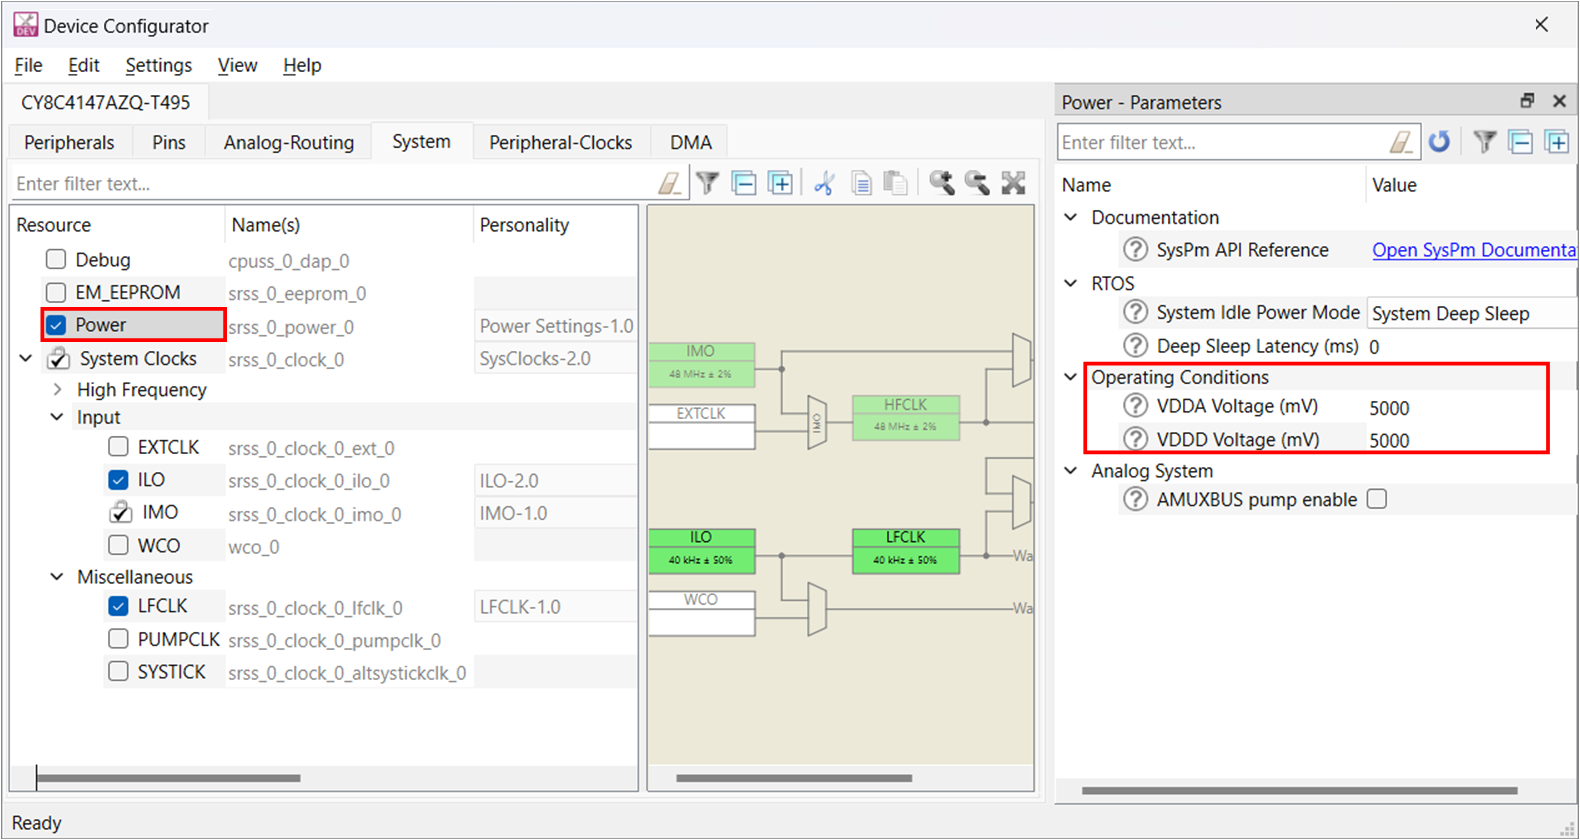 Device Configurator
File Edit Settings View Help
CY8C4147AZQ-T495
Peripherals Pins Analog-Routing System Peripheral-Clocks DMA
Enter filter text...
Resource Name(s) Personality
Debug cpuss_0_dap_0
EM_EEPROM srss_0_eeprom_0
Power srss_0_power_0 Power Settings-1.0
System Clocks srss_0_clock_0 SysClocks-2.0
High Frequency
Input
EXTCLK srss_0_clock_0_ext_0
ILO srss_0_clock_0_ilo_0 ILO-2.0
IMO srss_0_clock_0_imo_0 IMO-1.0
WCO wco_0
Miscellaneous
LFCLK srss_0_clock_0_lfclk_0 LFCLK-1.0
PUMPCLK srss_0_clock_0_pumpclk_0
SYSTICK srss_0_clock_0_altsystickclk_0
IMO
48 MHz ± 2%
EXTCLK
IMO
HFCLK
48 MHz ± 2%
ILO
40 kHz ± 50%
LFCLK
40 kHz ± 50%
Wa
WCO
Wa
Power - Parameters
Enter filter text...
Name Value
Documentation
SysPm API Reference Open SysPm Documenta
RTOS
System Idle Power Mode System Deep Sleep
Deep Sleep Latency (ms) 0
Operating Conditions
VDDA Voltage (mV) 5000
VDDD Voltage (mV) 5000
Analog System
AMUXBUS pump enable
Ready